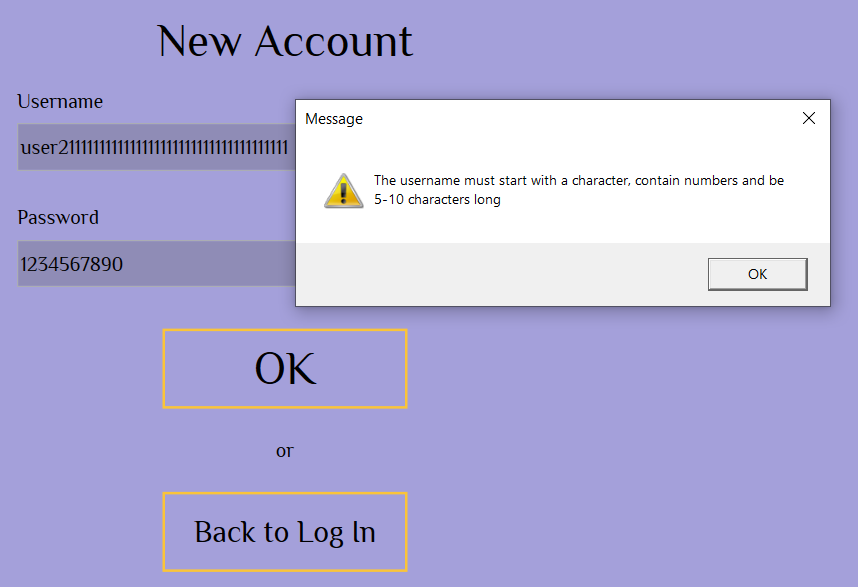 New Account
Username
user2111111111111111111111111111111111111
Message
The username must start with a character, contain numbers and be
5-10 characters long
OK
Password
1234567890
OK
or
Back to Log In